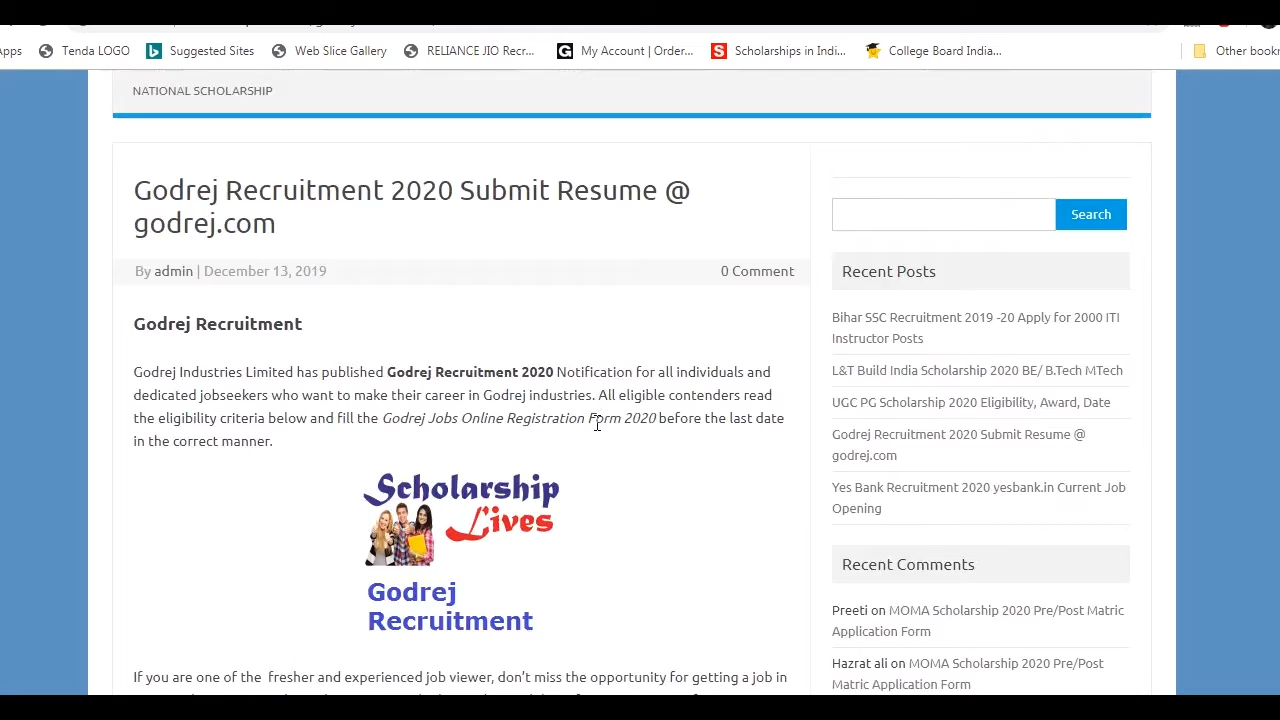 Apps
Tenda LOGO
Suggested Sites
Web Slice Gallery
RELIANCE JIO Recr...
My Account | Order...
Scholarships in Indi...
College Board India...
Other book
NATIONAL SCHOLARSHIP
Godrej Recruitment 2020 Submit Resume @
godrej.com
By admin | December 13, 2019
0 Comment
Godrej Recruitment
Godrej Industries Limited has published Godrej Recruitment 2020 Notification for all individuals and
dedicated jobseekers who want to make their career in Godrej industries. All eligible contenders read
the eligibility criteria below and fill the Godrej Jobs Online Registration Form 2020 before the last date
in the correct manner.
Scholarship
Lives
Godrej
Recruitment
If you are one of the fresher and experienced job viewer, don't miss the opportunity for getting a job in
Search
Recent Posts
Bihar SSC Recruitment 2019 -20 Apply for 2000 ITI
Instructor Posts
L&T Build India Scholarship 2020 BE/ B.Tech MTech
UGC PG Scholarship 2020 Eligibility, Award, Date
Godrej Recruitment 2020 Submit Resume @
godrej.com
Yes Bank Recruitment 2020 yesbank.in Current Job
Opening
Recent Comments
Preeti on MOMA Scholarship 2020 Pre/Post Matric
Application Form
Hazrat ali on MOMA Scholarship 2020 Pre/Post
Matric Application Form